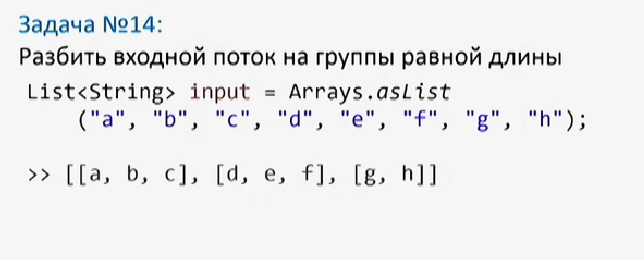 Задача №14:
Разбить входной поток на группы равной длины
List<String> input = Arrays.asList
("a", "b", "c", "d", "e", "f", "g", "h");
>> [[a, b, c], [d, e, f], [g, h]]